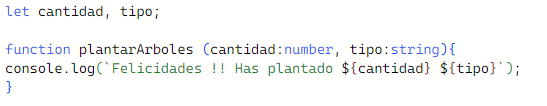 let cantidad, tipo;
function plantarArboles (cantidad:number, tipo:string){
console.log(`Felicidades !! Has plantado ${cantidad} ${tipo}`);
}